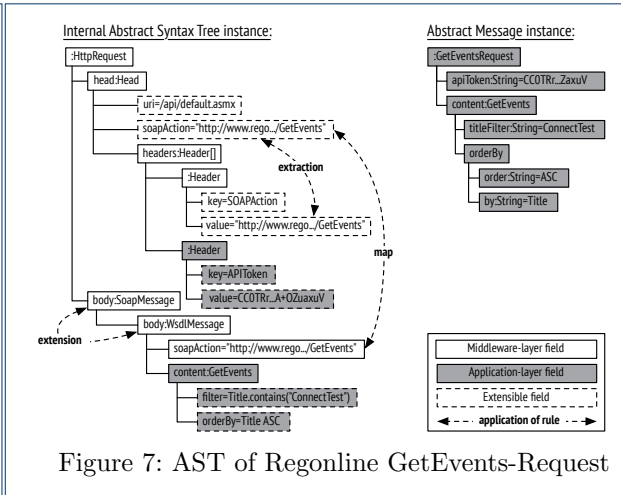 Internal Abstract Syntax Tree instance:
:HttpRequest
head:Head
uri=/api/default.asmx
soapAction="http://www.rego.../GetEvents"
headers:Header[]
:Header
extraction
key=SOAPAction
value="http://www.rego.../GetEvents"
map
:Header
key=APIToken
value=CC0TRr...A+OZuaxuV
body:SoapMessage
body:WsdlMessage
extension
soapAction="http://www.rego.../GetEvents"
content:GetEvents
filter=Title.contains("ConnectTest")
orderBy=Title ASC
Abstract Message instance:
:GetEventsRequest
apiToken:String=CC0TRr...ZaxuV
content:GetEvents
titleFilter:String=ConnectTest
orderBy
order:String=ASC
by:String=Title
Middleware-layer field
Application-layer field
Extensible field
application of rule
Figure 7: AST of Regonline GetEvents-Request